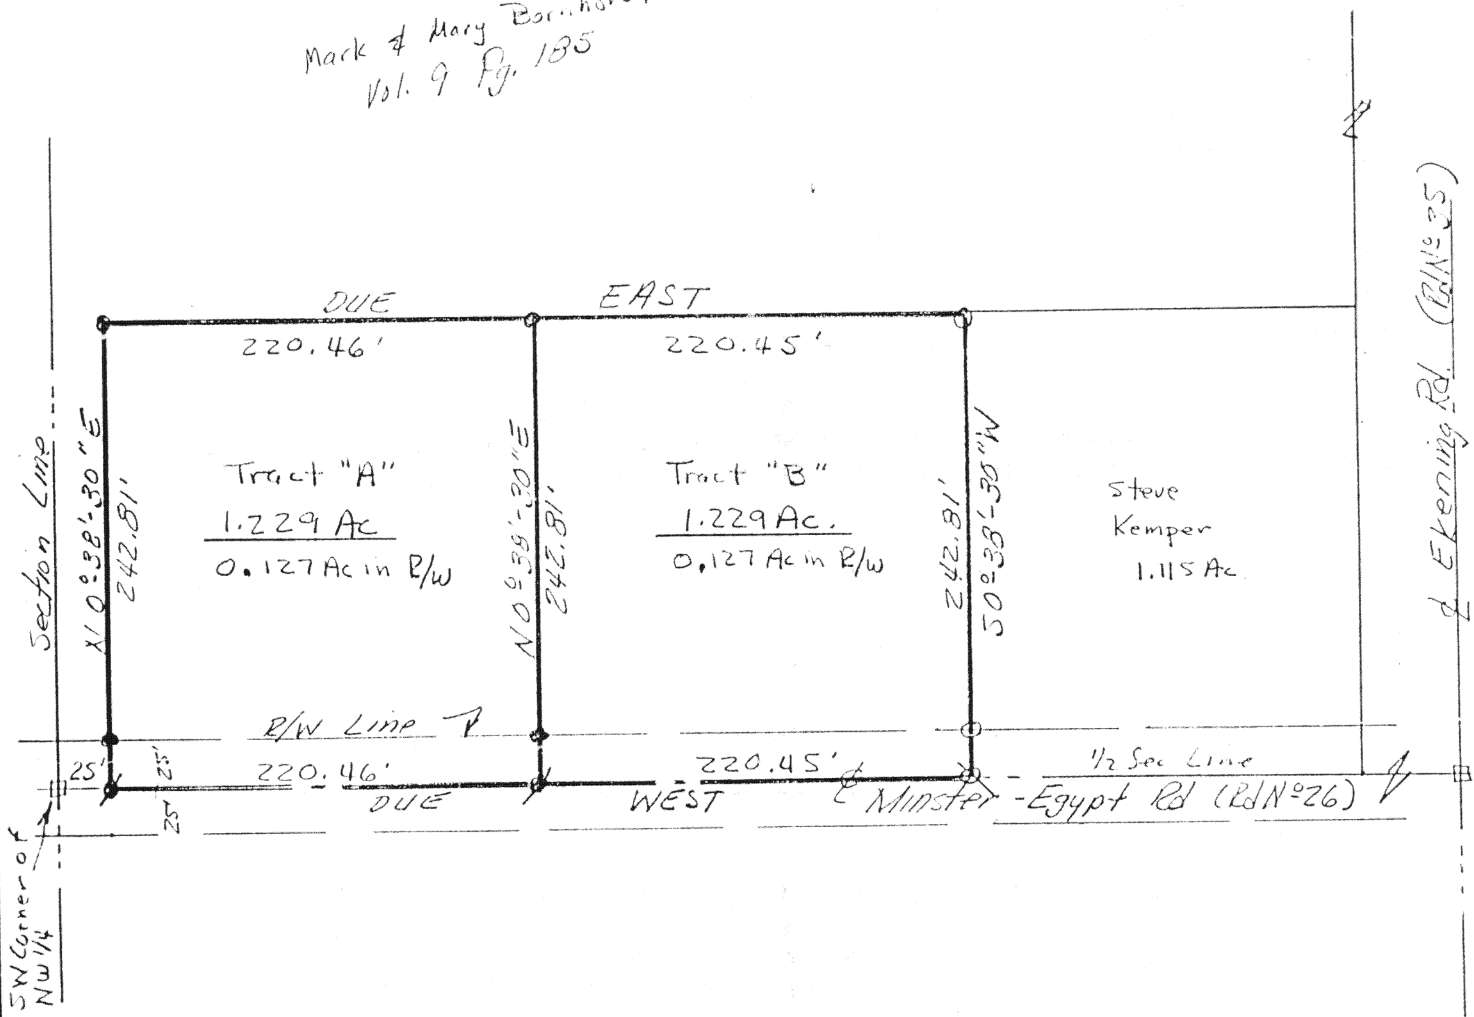 Mark & Mary
Vol. 9 Pg. 185
DUE EAST
220.46'
220.45'
Section Line
N 0º-38'-30"E
242.81'
Tract "A"
1.229 Ac
0.127 Ac in R/W
N 0º-38'-30"E
242.81'
Tract "B"
1.229 Ac.
0.127 Ac in R/W
242.81'
S 0º-38'-30"W
Steve
Kemper
1.115 Ac
℄ Ekening Rd. (Rd Nº 35)
R/W Line
25'
25'
25'
220.46'
220.45'
DUE WEST
1/2 Sec Line
℄ Minster-Egypt Rd (Rd Nº 26)
SW Corner of
NW 1/4